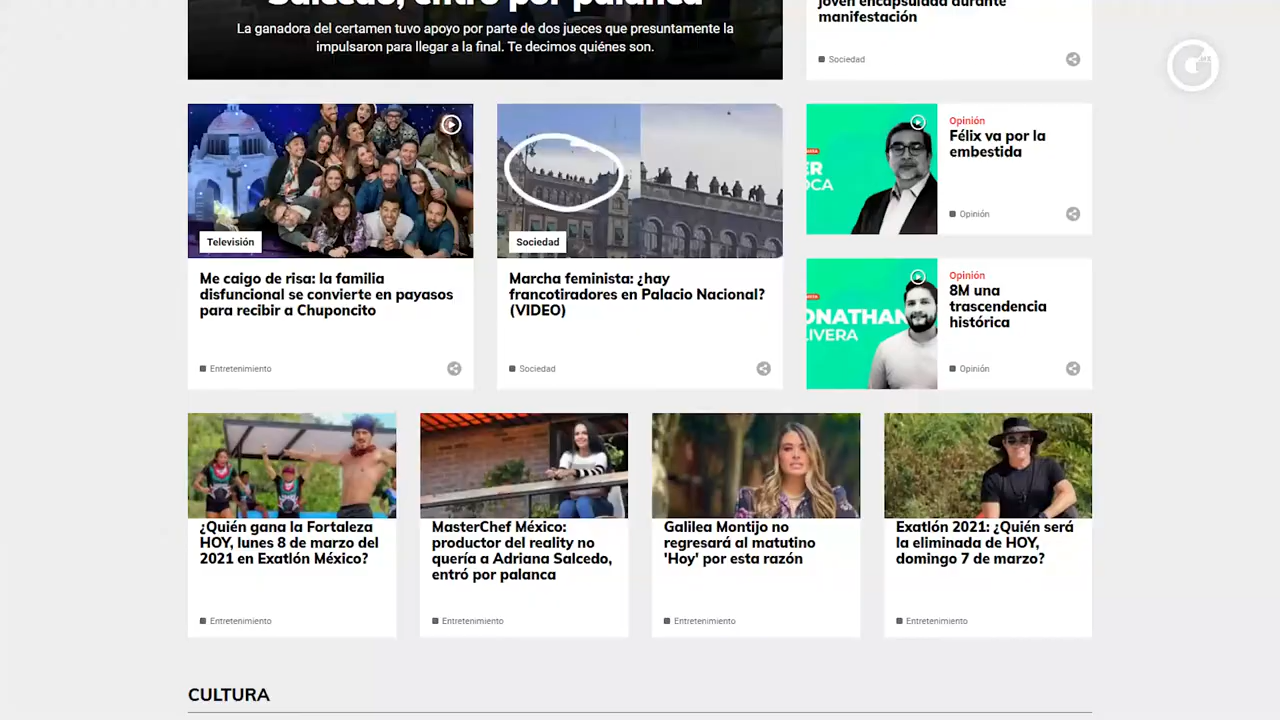 Salcedo, entró por palanca
La ganadora del certamen tuvo apoyo por parte de dos jueces que presuntamente la
impulsaron para llegar a la final. Te decimos quiénes son.
joven encapsulada durante
manifestación
Sociedad
Televisión
Me caigo de risa: la familia
disfuncional se convierte en payasos
para recibir a Chuponcito
Entretenimiento
Sociedad
Marcha feminista: ¿hay
francotiradores en Palacio Nacional?
(VIDEO)
Sociedad
ER
OCA
Opinión
Félix va por la
embestida
Opinión
ONATHAN
LIVERA
Opinión
8M una
trascendencia
histórica
Opinión
¿Quién gana la Fortaleza
HOY, lunes 8 de marzo del
2021 en Exatlón México?
Entretenimiento
MasterChef México:
productor del reality no
quería a Adriana Salcedo,
entró por palanca
Entretenimiento
Galilea Montijo no
regresará al matutino
'Hoy' por esta razón
Entretenimiento
Exatlón 2021: ¿Quién será
la eliminada de HOY,
domingo 7 de marzo?
Entretenimiento
CULTURA